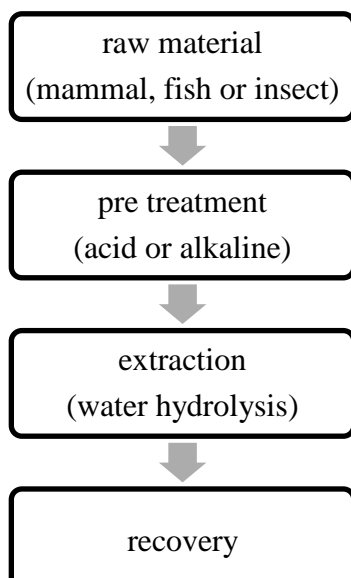 raw material
(mammal, fish or insect)
pre treatment
(acid or alkaline)
extraction
(water hydrolysis)
recovery